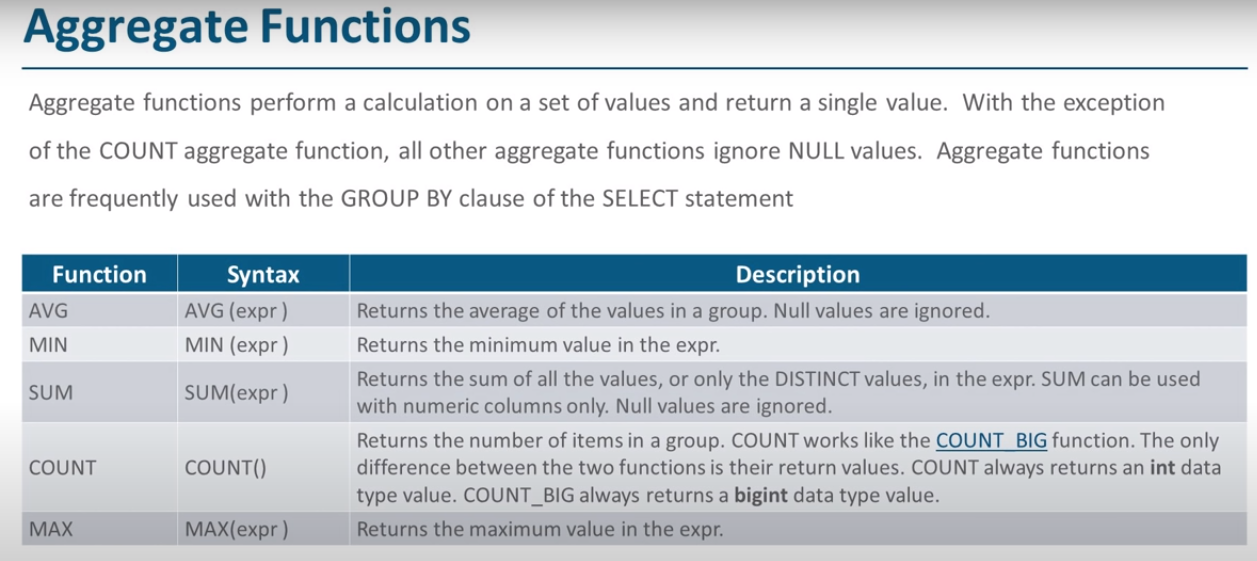 Aggregate Functions
Aggregate functions perform a calculation on a set of values and return a single value. With the exception
of the COUNT aggregate function, all other aggregate functions ignore NULL values. Aggregate functions
are frequently used with the GROUP BY clause of the SELECT statement
Function Syntax Description
AVG AVG (expr ) Returns the average of the values in a group. Null values are ignored.
MIN MIN (expr ) Returns the minimum value in the expr.
SUM SUM(expr ) Returns the sum of all the values, or only the DISTINCT values, in the expr. SUM can be used
with numeric columns only. Null values are ignored.
COUNT COUNT() Returns the number of items in a group. COUNT works like the COUNT_BIG function. The only
difference between the two functions is their return values. COUNT always returns an int data
type value. COUNT_BIG always returns a bigint data type value.
MAX MAX(expr ) Returns the maximum value in the expr.